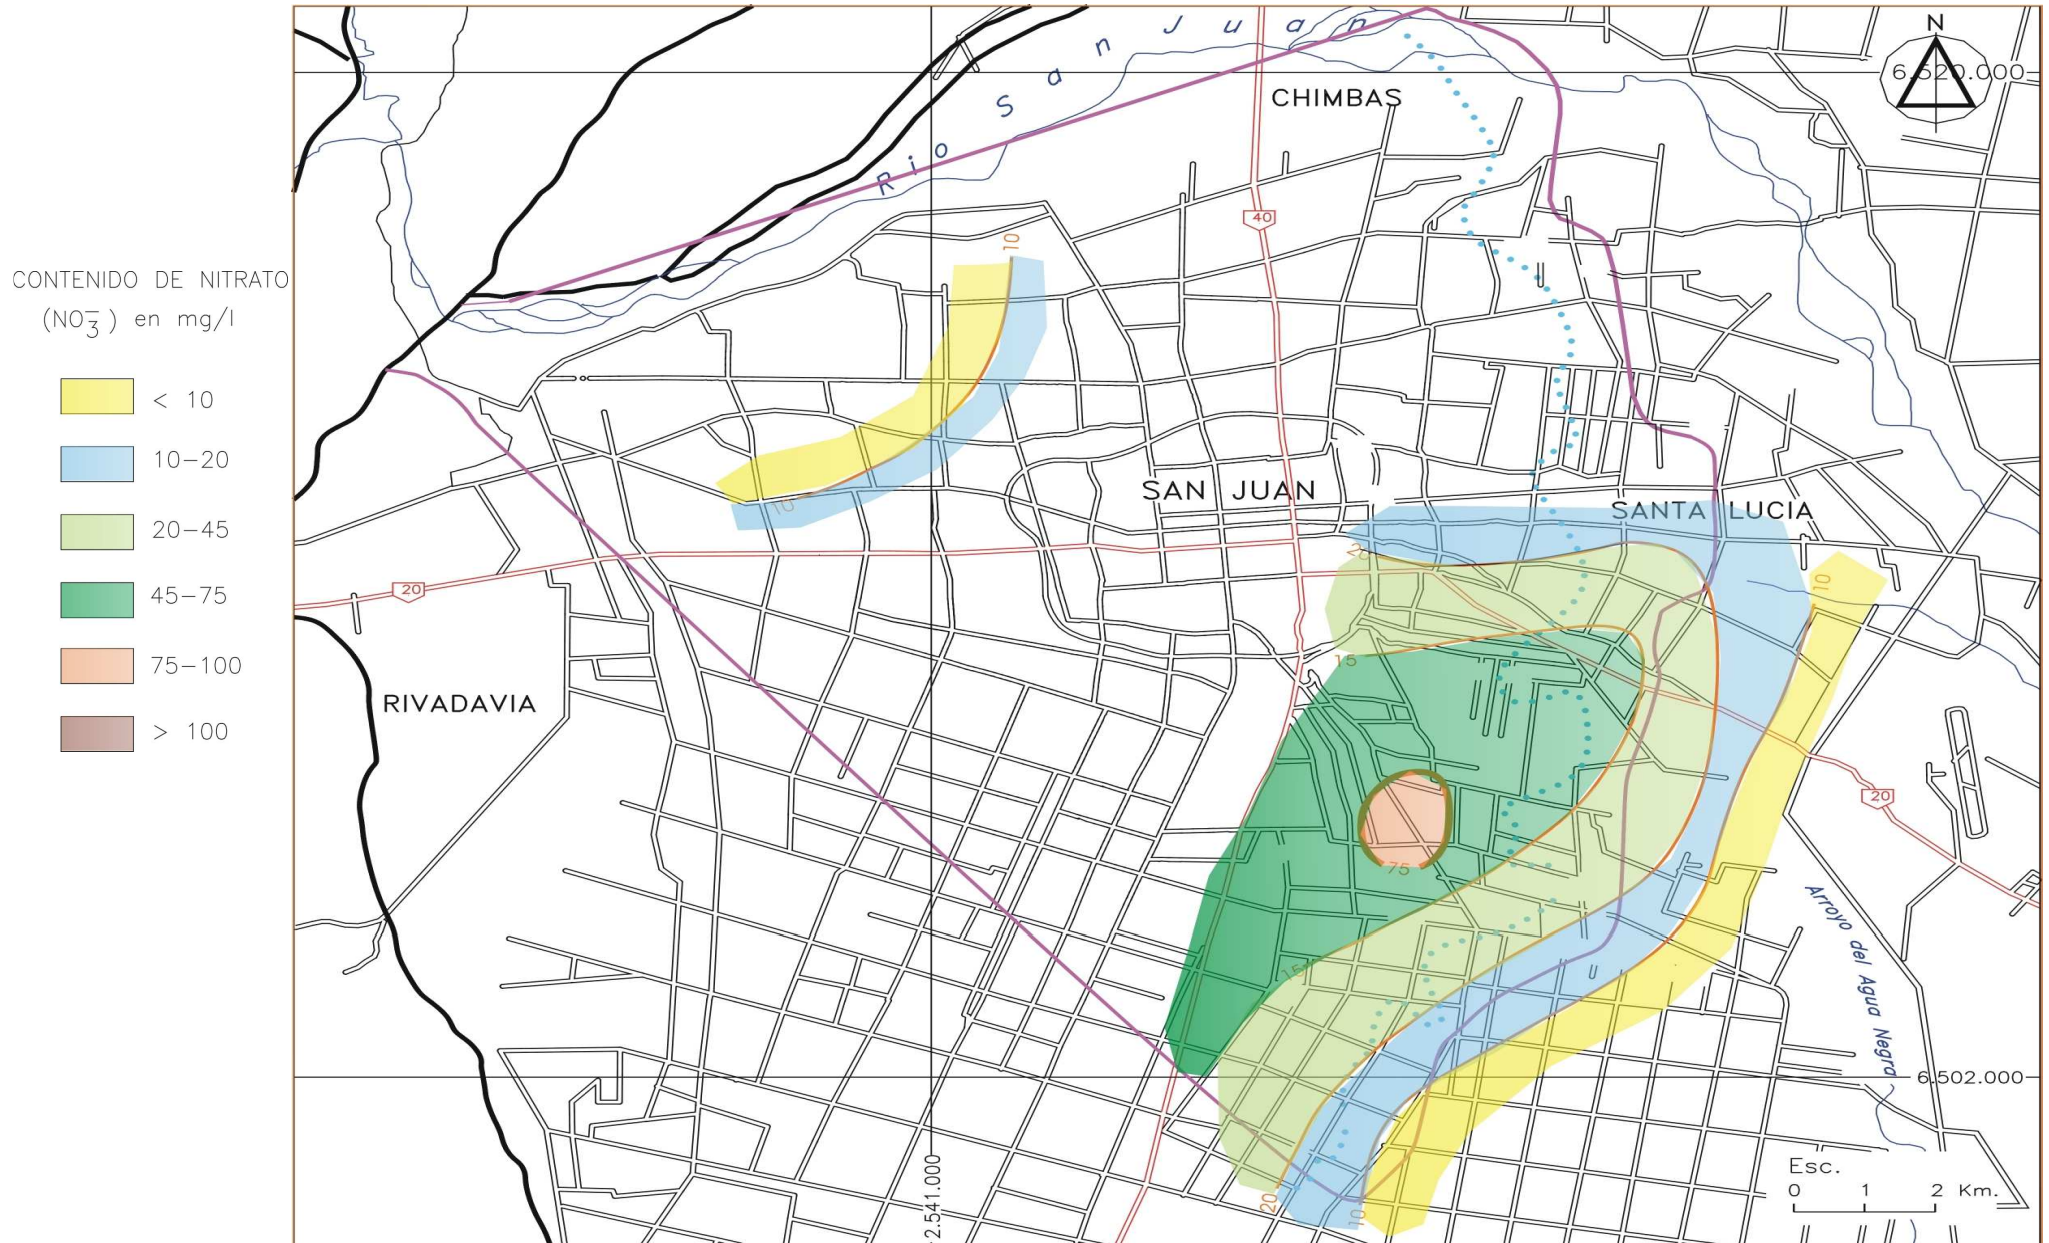 CONTENIDO DE NITRATO
(NO3̅) en mg/l
< 10
10-20
20-45
45-75
75-100
> 100
Rio San Juan
N
6.520.000
CHIMBAS
40
10
10
SAN JUAN
SANTA LUCIA
20
20
10
15
RIVADAVIA
20
75
Arroyo del Agua Negra
15
6.502.000
2.541.000
Esc.
0 1 2 Km.
20
10